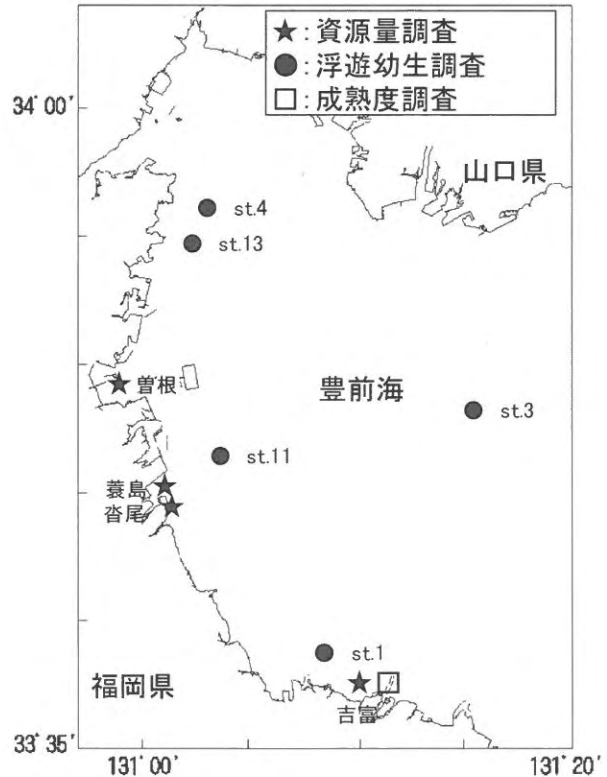 ★:資源量調査
●:浮遊幼生調査
□:成熟度調査
34°00'
山口県
st.4
st.13
曽根
豊前海
st.3
st.11
蓑島
沓尾
st.1
福岡県
吉富
33°35
131°00'
131°20'